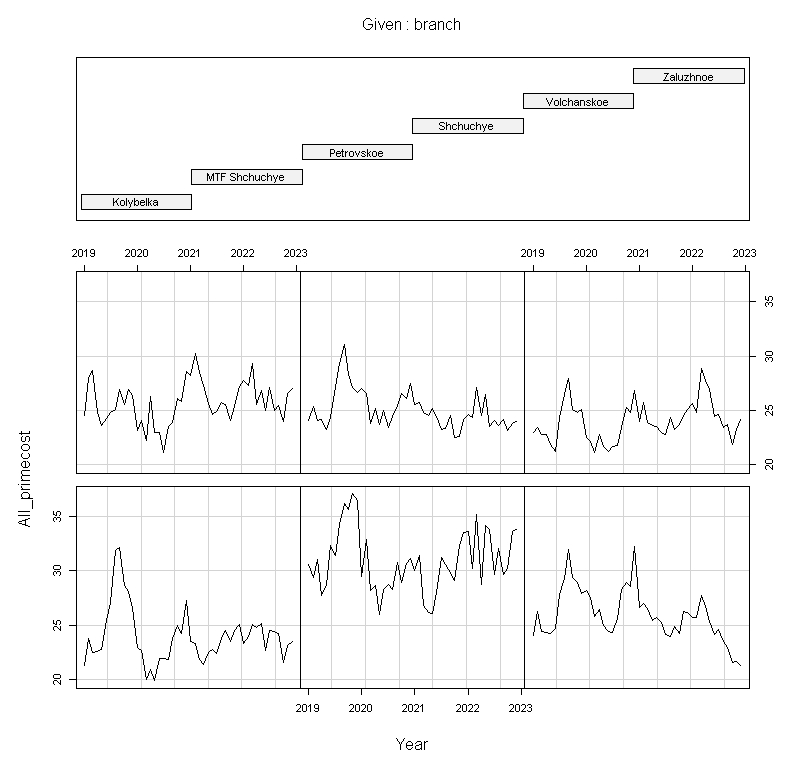 Given : branch
Zaluzhnoe
Volchanskoe
Shchuchye
Petrovskoe
MTF Shchuchye
Kolybelka
2019 2020 2021 2022 2023 2019 2020 2021 2022 2023
35
30
25
20
All_primecost
35
30
25
20
2019 2020 2021 2022 2023
Year